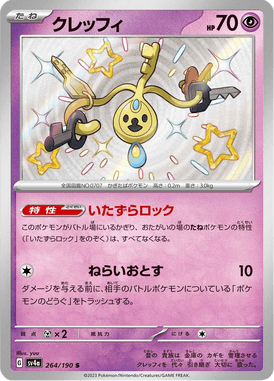 たね
クレッフィ
HP70
全国図鑑NO.0707 かぎたばポケモン 高さ:0.2m 重さ:3.0kg
特性 いたずらロック
このポケモンがバトル場にいるかぎり、おたがいの場のたねポケモンの特性
(「いたずらロック」をのぞく)は、すべてなくなる。
ねらいおとす 10
ダメージを与える前に、相手のバトルポケモンについている「ポケモン
のどうぐ」をトラッシュする。
弱点 ×2 抵抗力 にげる
illus. you
sv4a 264/190 S
©2023 Pokémon/Nintendo/Creatures/GAME FREAK.